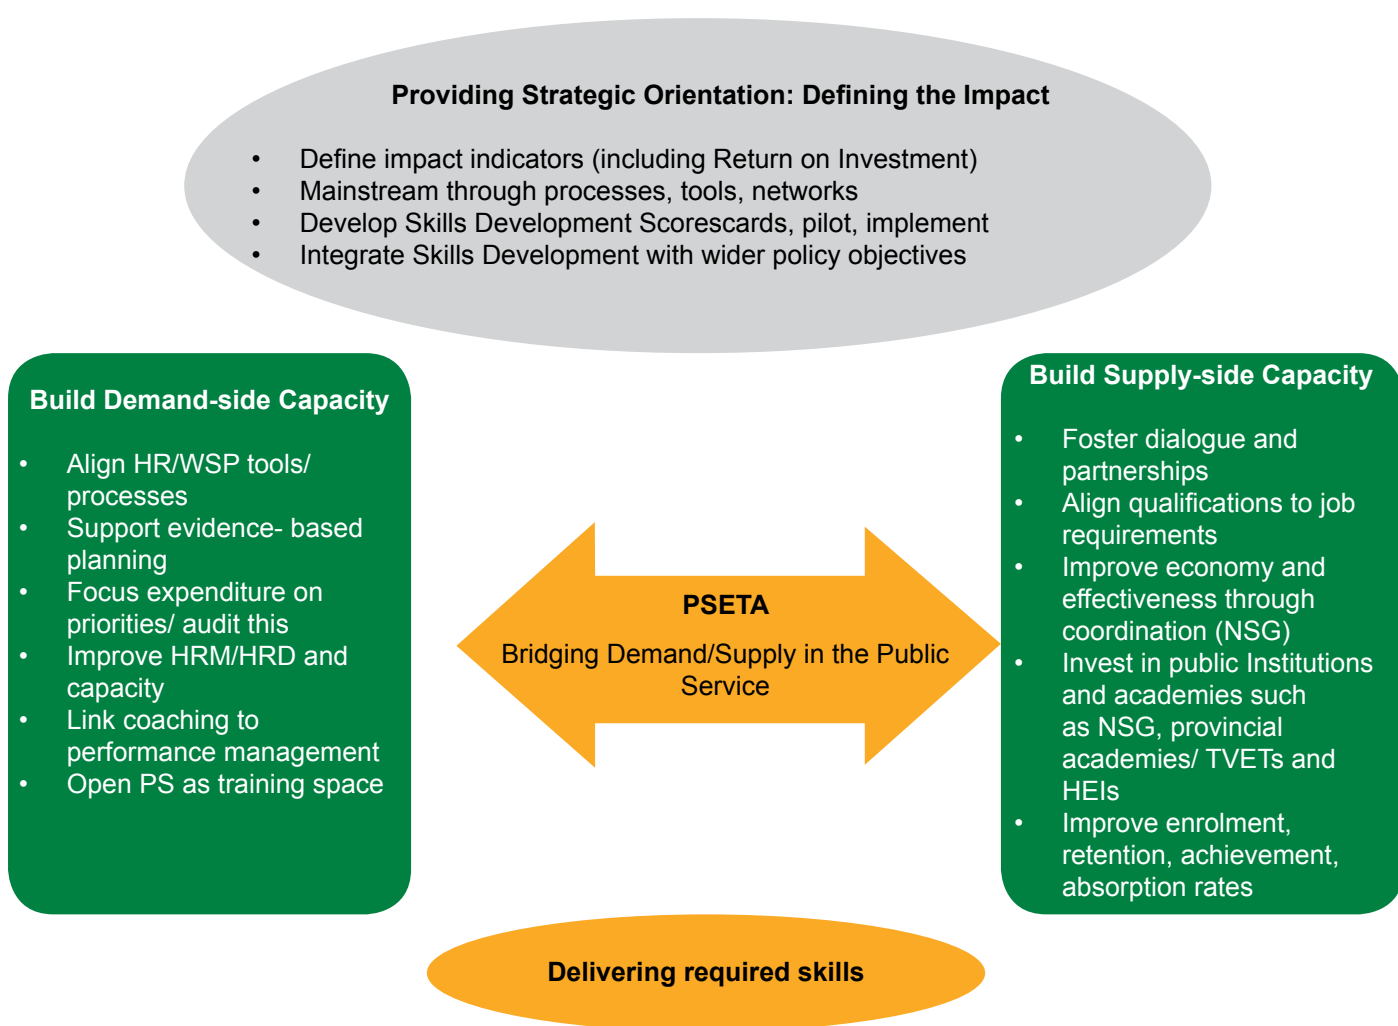 Providing Strategic Orientation: Defining the Impact
• Define impact indicators (including Return on Investment)
• Mainstream through processes, tools, networks
• Develop Skills Development Scorescards, pilot, implement
• Integrate Skills Development with wider policy objectives
Build Demand-side Capacity
• Align HR/WSP tools/
processes
• Support evidence- based
planning
• Focus expenditure on
priorities/ audit this
• Improve HRM/HRD and
capacity
• Link coaching to
performance management
• Open PS as training space
PSETA
Bridging Demand/Supply in the Public
Service
Build Supply-side Capacity
• Foster dialogue and
partnerships
• Align qualifications to job
requirements
• Improve economy and
effectiveness through
coordination (NSG)
• Invest in public Institutions
and academies such
as NSG, provincial
academies/ TVETs and
HEIs
• Improve enrolment,
retention, achievement,
absorption rates
Delivering required skills